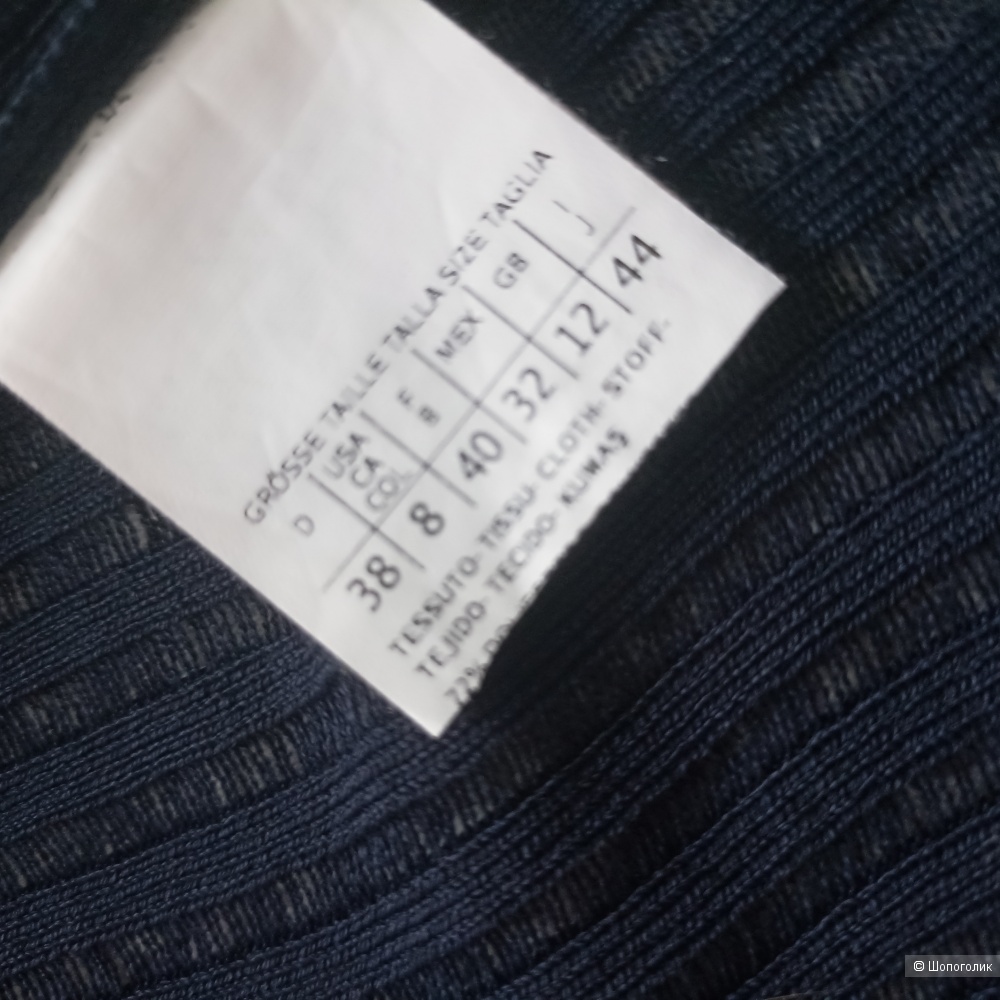 GRÖSSE TAILLE TALLA SIZE TAGLIA
D USA CA COL F B MEX GB I J
38 8 40 32 12 44
TESSUTO- TISSU- CLOTH- STOFF-
TEJIDO- TECIDO- KUMAŞ
72%
© Шопоголик